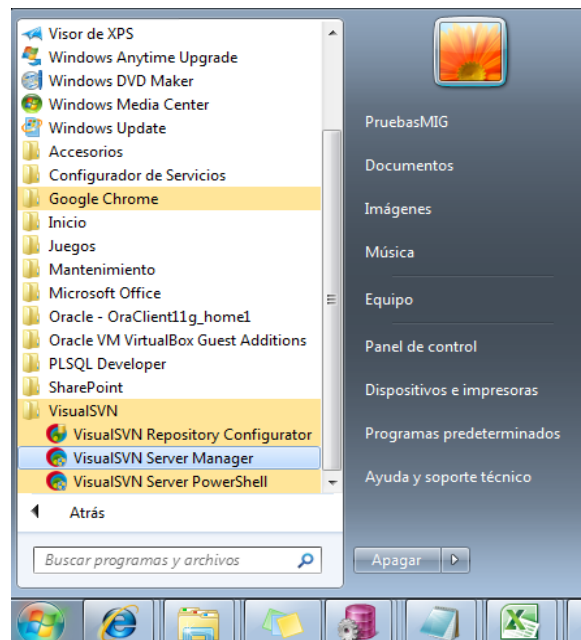 Visor de XPS
Windows Anytime Upgrade
Windows DVD Maker
Windows Media Center
Windows Update
Accesorios
Configurador de Servicios
Google Chrome
Inicio
Juegos
Mantenimiento
Microsoft Office
Oracle - OraClient11g_home1
Oracle VM VirtualBox Guest Additions
PLSQL Developer
SharePoint
VisualSVN
VisualSVN Repository Configurator
VisualSVN Server Manager
VisualSVN Server PowerShell
Atrás
Buscar programas y archivos
PruebasMIG
Documentos
Imágenes
Música
Equipo
Panel de control
Dispositivos e impresoras
Programas predeterminados
Ayuda y soporte técnico
Apagar